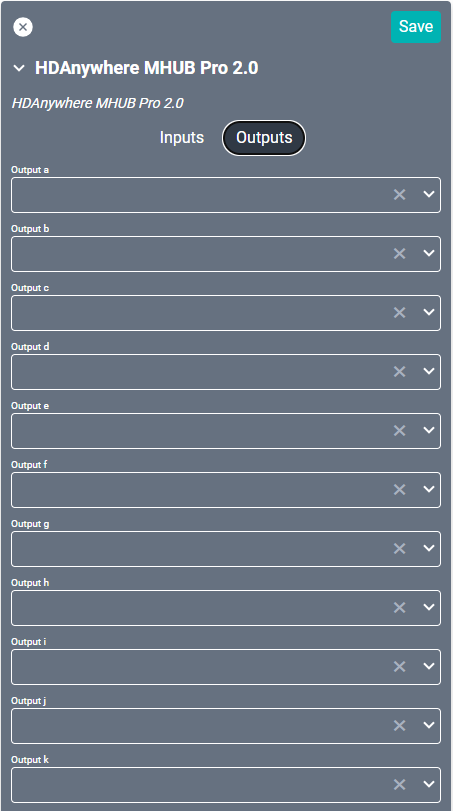 Save
HDAnywhere MHUB Pro 2.0
HDAnywhere MHUB Pro 2.0
Inputs Outputs
Output a
Output b
Output c
Output d
Output e
Output f
Output g
Output h
Output i
Output j
Output k